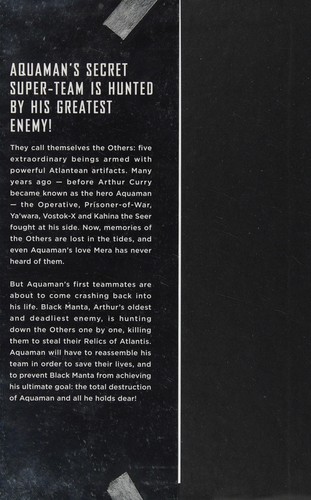 AQUAMAN'S SECRET
SUPER-TEAM IS HUNTED
BY HIS GREATEST
ENEMY!
They call themselves the Others: five
extraordinary beings armed with
powerful Atlantean artifacts. Many
years ago — before Arthur Curry
became known as the hero Aquaman
— the Operative, Prisoner-of-War,
Ya'wara, Vostok-X and Kahina the Seer
fought at his side. Now, memories of
the Others are lost in the tides, and
even Aquaman's love Mera has never
heard of them.
But Aquaman's first teammates are
about to come crashing back into
his life. Black Manta, Arthur's oldest
and deadliest enemy, is hunting
down the Others one by one, killing
them to steal their Relics of Atlantis.
Aquaman will have to reassemble his
team in order to save their lives, and
to prevent Black Manta from achieving
his ultimate goal: the total destruction
of Aquaman and all he holds dear!